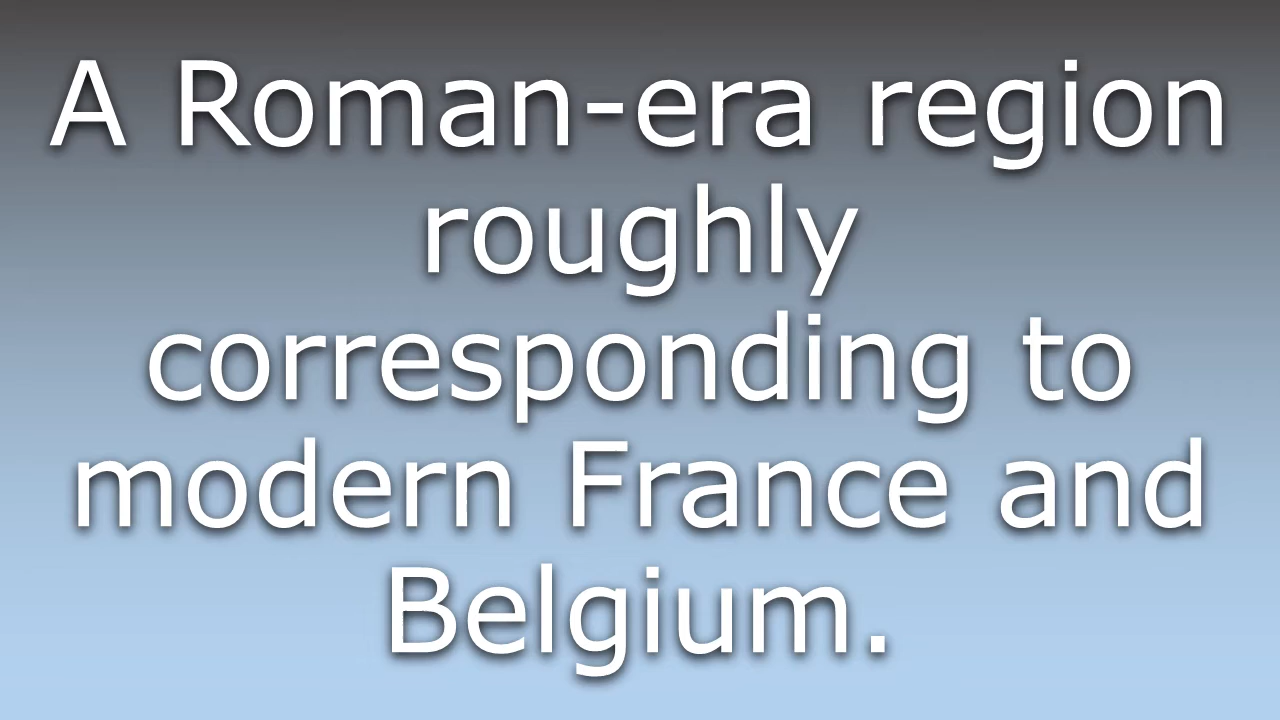 A Roman-era region
roughly
corresponding to
modern France and
Belgium.